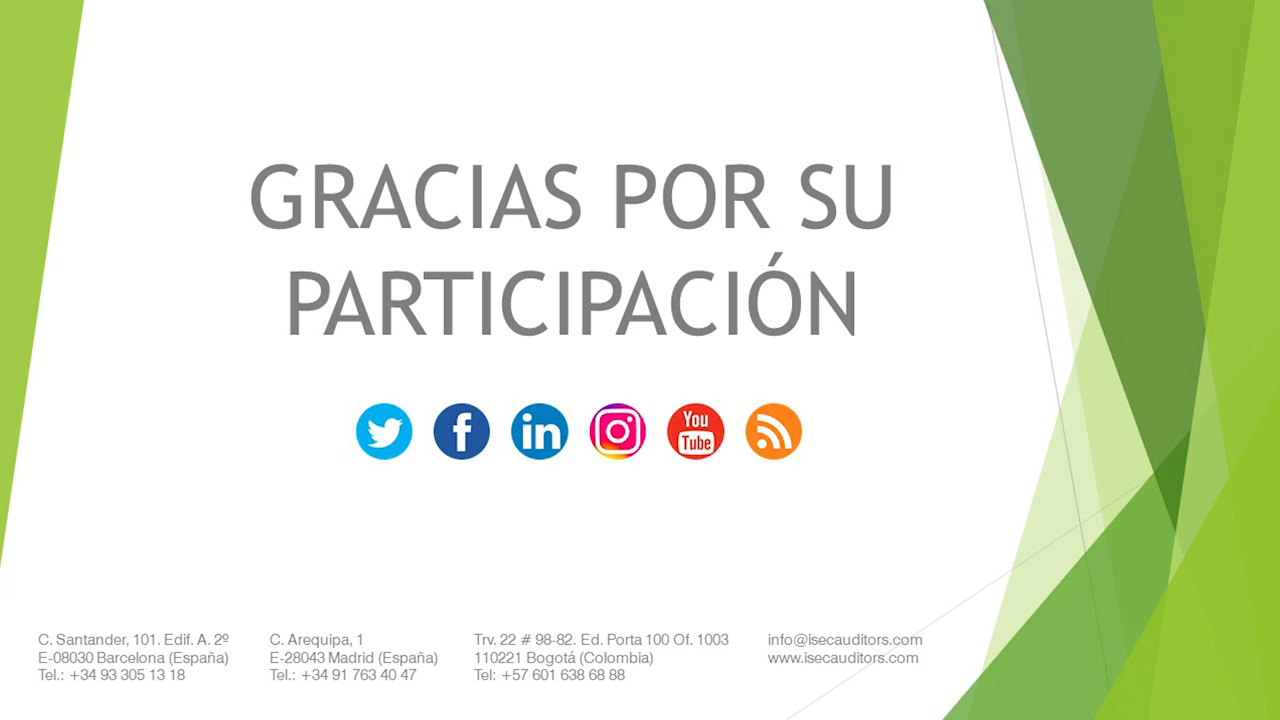 GRACIAS POR SU
PARTICIPACIÓN
in
You
Tube
C. Santander, 101. Edif. A. 2º
E-08030 Barcelona (España)
Tel.: +34 93 305 13 18
C. Arequipa, 1
E-28043 Madrid (España)
Tel.: +34 91 763 40 47
Trv. 22 # 98-82. Ed. Porta 100 Of. 1003
110221 Bogotá (Colombia)
Tel: +57 601 638 68 88
info@isecauditors.com
www.isecauditors.com